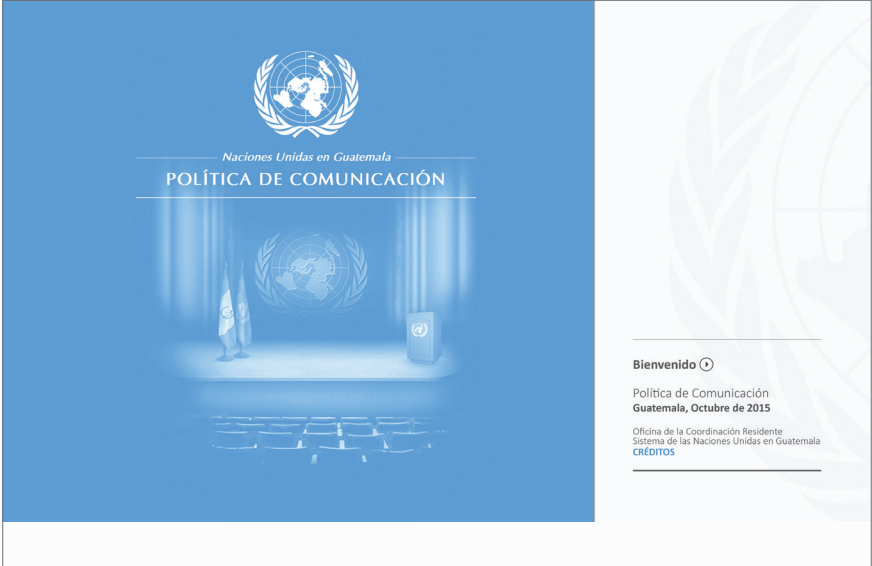 Naciones Unidas en Guatemala
POLÍTICA DE COMUNICACIÓN
Bienvenido
Política de Comunicación
Guatemala, Octubre de 2015
Oficina de la Coordinación Residente
Sistema de las Naciones Unidas en Guatemala
CRÉDITOS